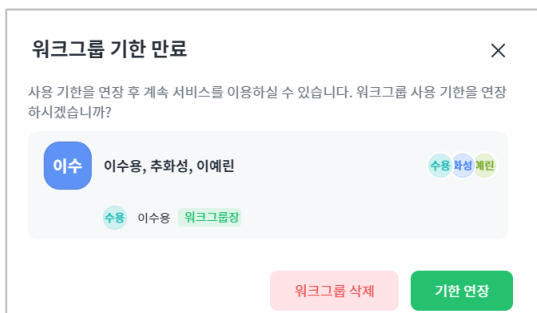 워크그룹 기한 만료
사용 기한을 연장 후 계속 서비스를 이용하실 수 있습니다. 워크그룹 사용 기한을 연장
하시겠습니까?
이수 이수용, 추화성, 이예린 수용 화성 예린
수용 이수용 워크그룹장
워크그룹 삭제 기한 연장